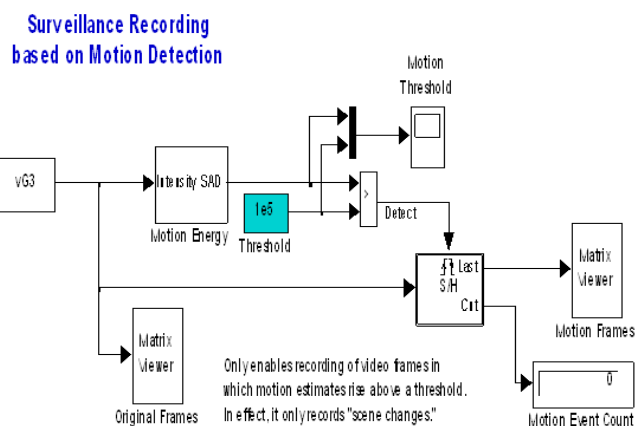 Surveillance Recording
based on Motion Detection
Motion
Threshold
vG3
Intensity SAD
Motion Energy
1e5
Threshold
>
Detect
Last
S/H
Cnt
Matrix
Viewer
Motion Frames
Matrix
Viewer
Original Frames
Only enables recording of video frames in
which motion estimates rise above a threshold.
In effect, it only records "scene changes."
0
Motion Event Count